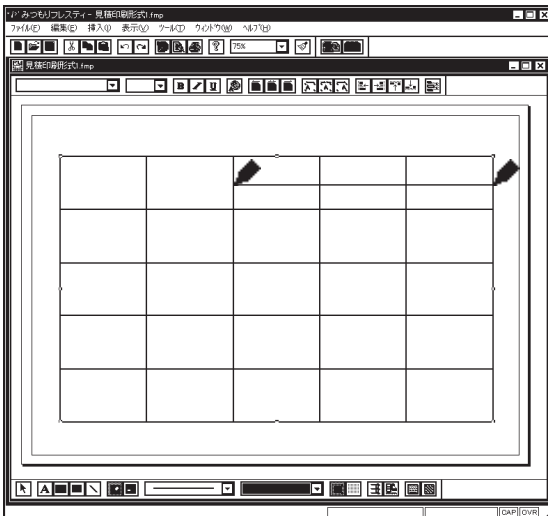 みつもりフレスティ - 見積印刷形式1.fmp
ファイル(F) 編集(E) 挿入(I) 表示(V) ツール(T) ウィンドウ(W) ヘルプ(H)
75%
見積印刷形式1.fmp
B I U
A
CAP OVR